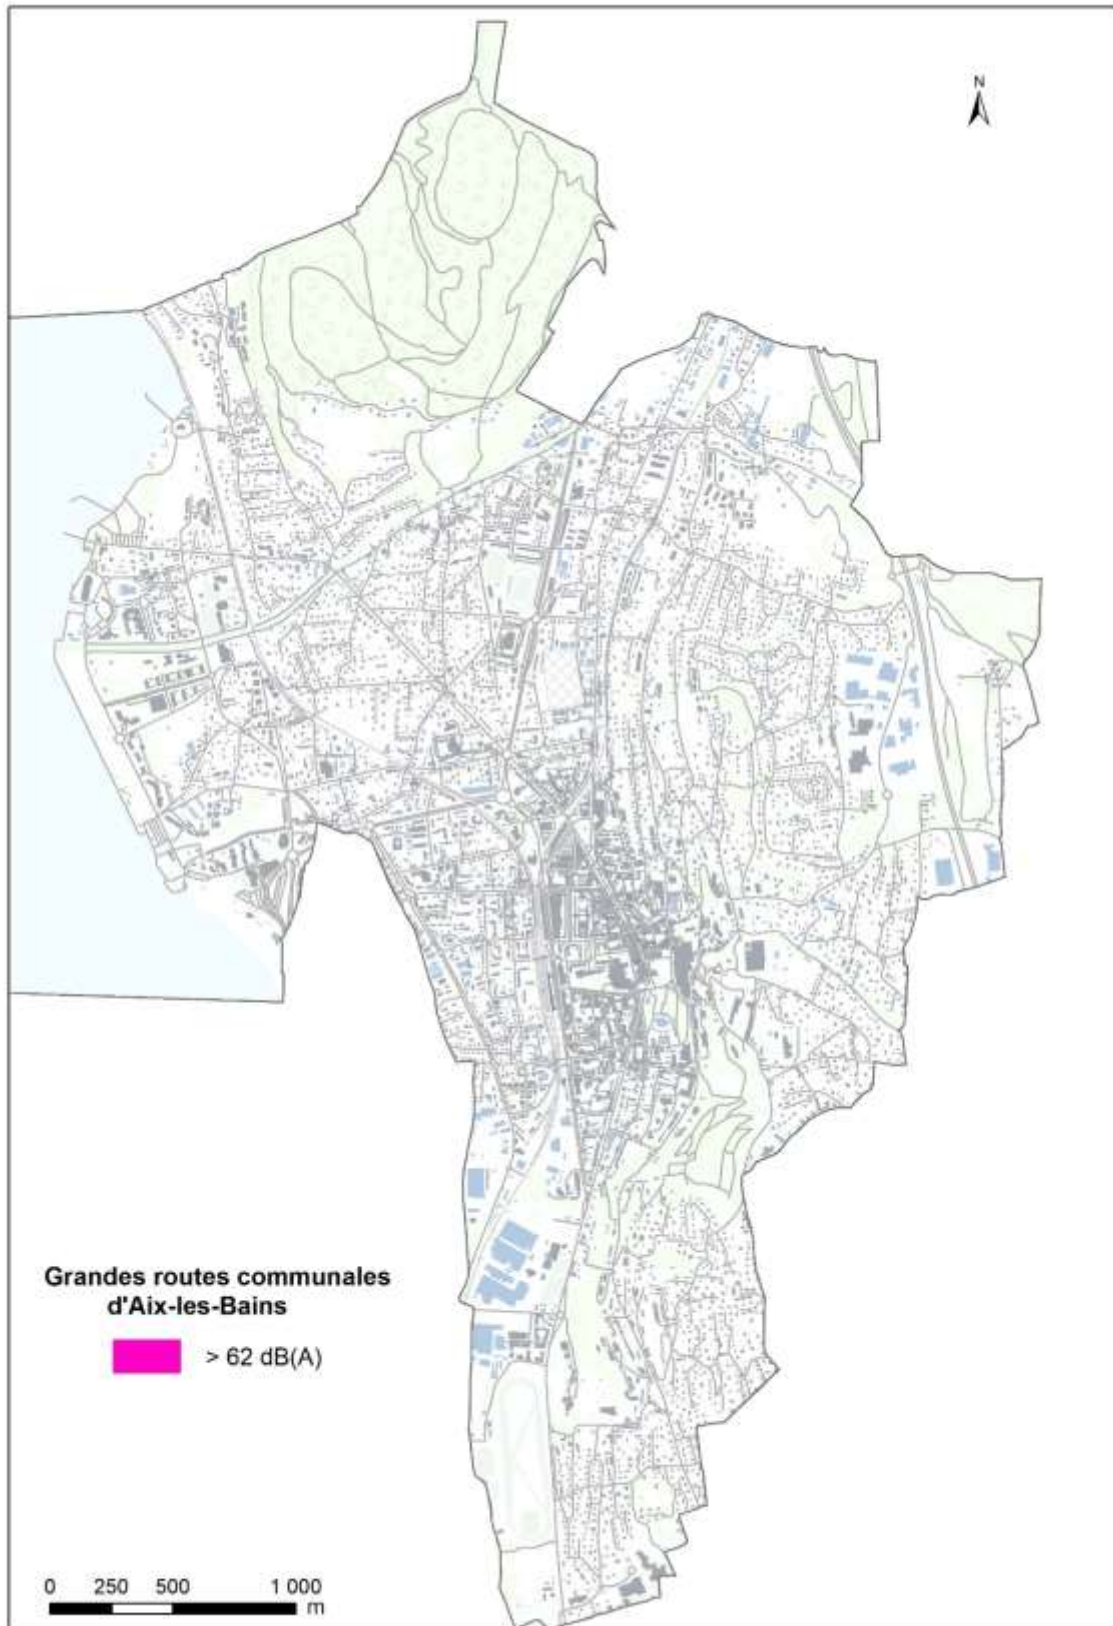 N
Grandes routes communales
d'Aix-les-Bains
> 62 dB(A)
0 250 500 1 000
m